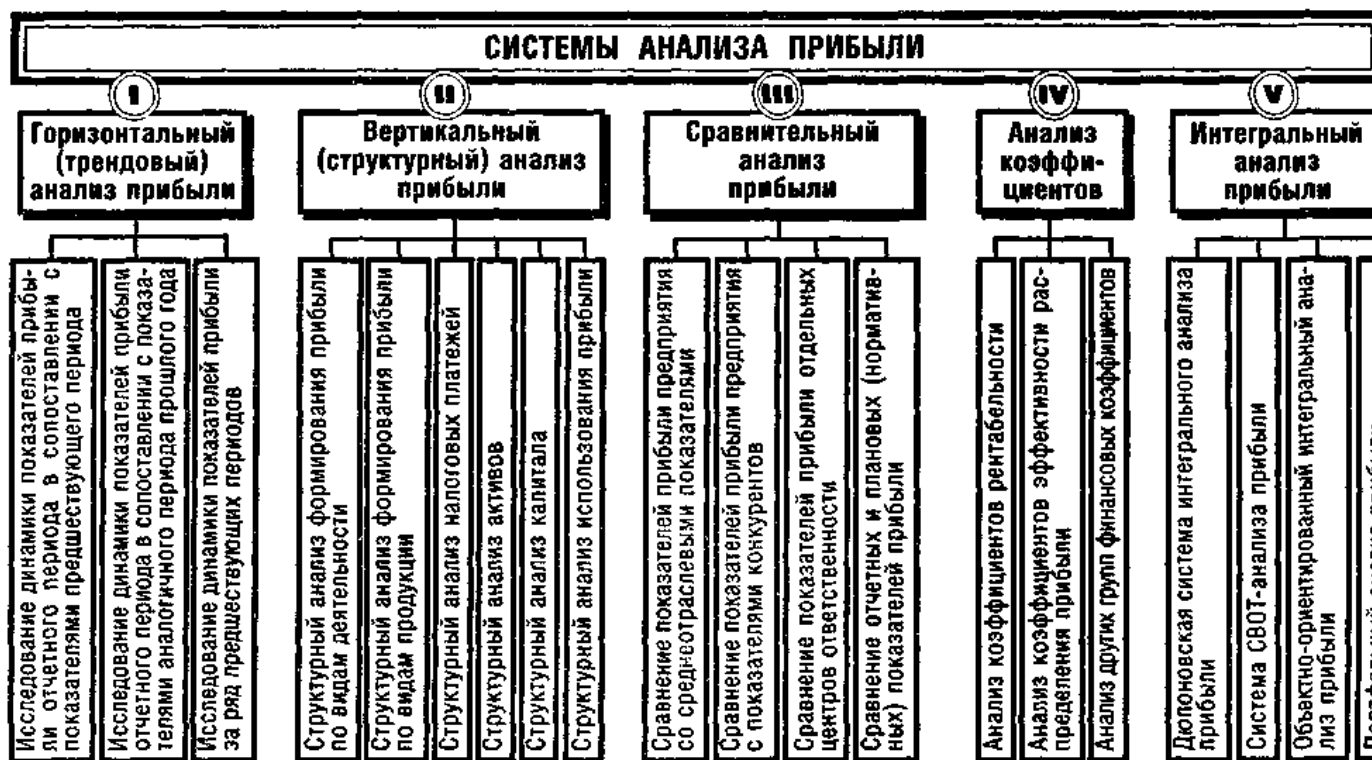 СИСТЕМЫ АНАЛИЗА ПРИБЫЛИ
I
Горизонтальный
(трендовый)
анализ прибыли
Исследование динамики показателей прибы-
ли отчетного периода в сопоставлении с
показателями предшествующего периода
Исследование динамики показателей прибыли
отчетного периода в сопоставлении с показа-
телями аналогичного периода прошлого года
Исследование динамики показателей прибыли
за ряд предшествующих периодов
II
Вертикальный
(структурный) анализ
прибыли
Структурный анализ формирования прибыли
по видам деятельности
Структурный анализ формирования прибыли
по видам продукции
Структурный анализ налоговых платежей
Структурный анализ активов
Структурный анализ капитала
Структурный анализ использования прибыли
III
Сравнительный
анализ
прибыли
Сравнение показателей прибыли предприятия
со среднеотраслевыми показателями
Сравнение показателей прибыли предприятия
с показателями конкурентов
Сравнение показателей прибыли отдельных
центров ответственности
Сравнение отчетных и плановых (норматив-
ных) показателей прибыли
IV
Анализ
коэффи-
циентов
Анализ коэффициентов рентабельности
Анализ коэффициентов эффективности рас-
пределения прибыли
Анализ других групп финансовых коэффициентов
V
Интегральный
анализ
прибыли
Дюпоновская система интегрального анализа
прибыли
Система СВОТ-анализа прибыли
Объектно-ориентированный интегральный ана-
лиз прибыли